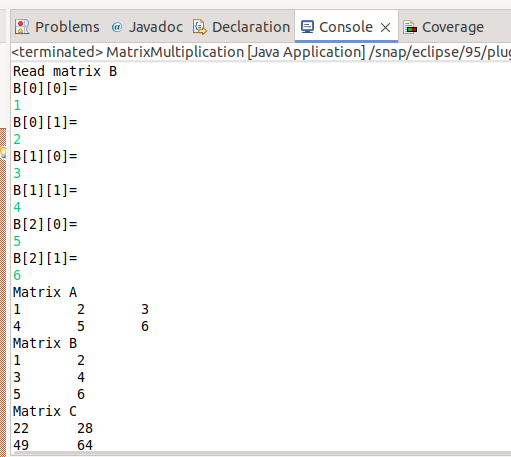 Problems @ Javadoc Declaration Console Coverage
<terminated> MatrixMultiplication [Java Application] /snap/eclipse/95/plug
Read matrix B
B[0][0]=
1
B[0][1]=
2
B[1][0]=
3
B[1][1]=
4
B[2][0]=
5
B[2][1]=
6
Matrix A
1 2 3
4 5 6
Matrix B
1 2
3 4
5 6
Matrix C
22 28
49 64